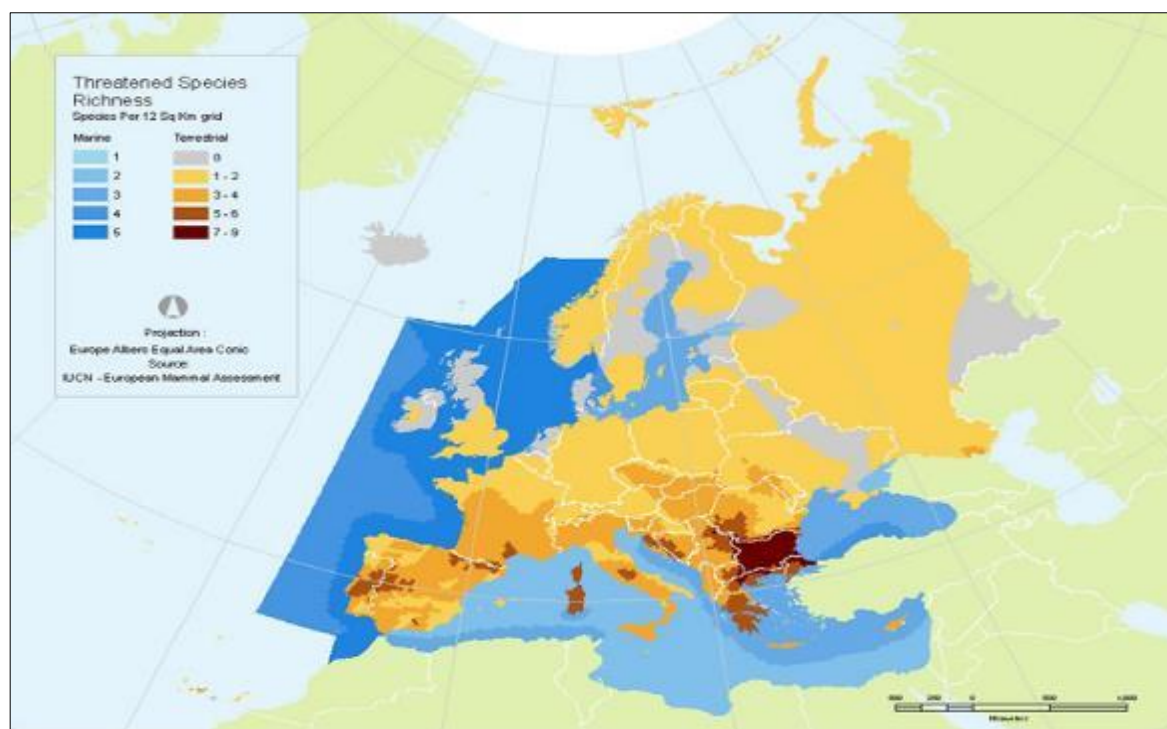 Threatened Species
Richness
Species Per 12 Sq Km grid
Marine Terrestrial
1 0
2 1 - 2
3 3 - 4
4 5 - 6
5 7 - 9
Projection :
Europe Albers Equal Area Conic
Source:
IUCN - European Mammal Assessment
0